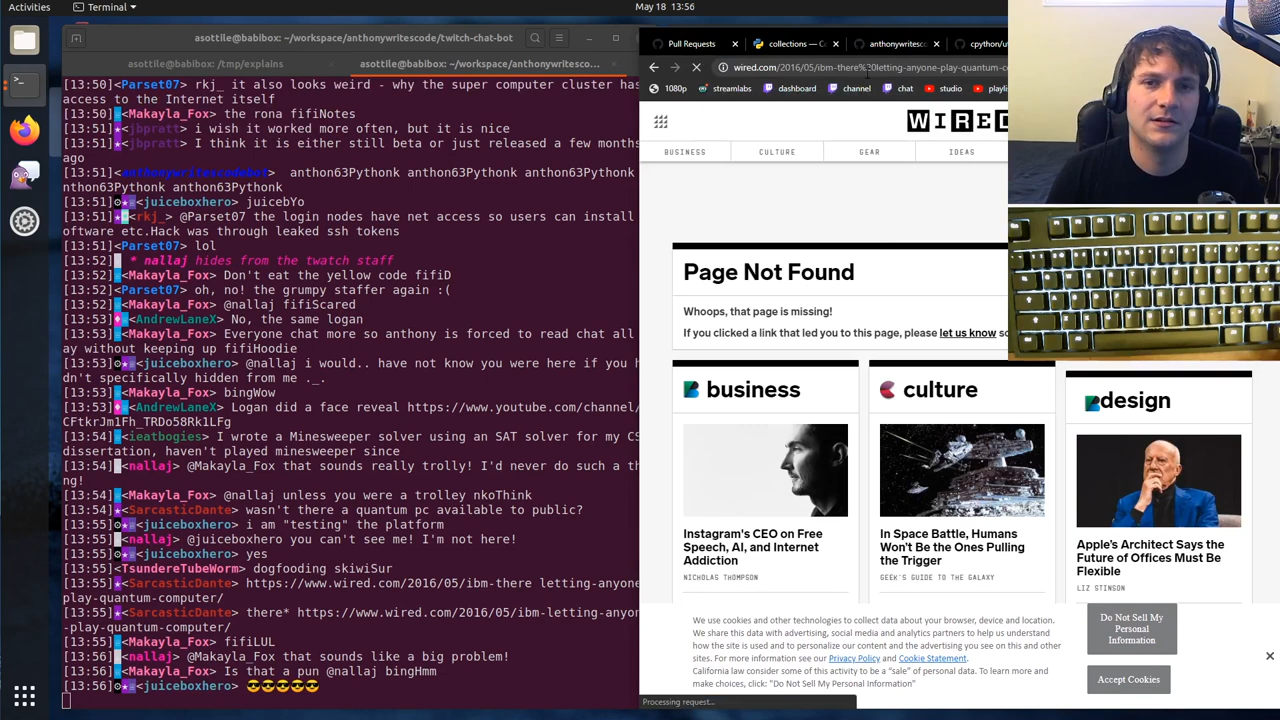 Activities
Terminal
May 18 13:56
asottile@babibox: ~/workspace/anthonywritescode/twitch-chat-bot
asottile@babibox: /tmp/explains
asottile@babibox: ~/workspace/anthonywritesco...
[13:50]<Parset07> rkj_ it also looks weird - why the super computer cluster has
access to the Internet itself
[13:50]<Makayla_Fox> the rona fifiNotes
[13:51]<jbpratt> i wish it worked more often, but it is nice
[13:51]<jbpratt> I think it is either still beta or just released a few months
ago
[13:51]<anthonywritescodebot> anthon63Pythonk anthon63Pythonk anthon63Pythonk
nthon63Pythonk anthon63Pythonk
[13:51]<juiceboxhero> juicebYo
[13:51]<rkj_> @Parset07 the login nodes have net access so users can install
oftware etc.Hack was through leaked ssh tokens
[13:51]<Parset07> lol
[13:52] * nallaj hides from the twatch staff
[13:52]<Makayla_Fox> Don't eat the yellow code fifiD
[13:52]<Parset07> oh, no! the grumpy staffer again :(
[13:52]<Makayla_Fox> @nallaj fifiScared
[13:53]<AndrewLaneX> No, the same logan
[13:53]<Makayla_Fox> Everyone chat more so anthony is forced to read chat all
ay without keeping up fifiHoodie
[13:53]<juiceboxhero> @nallaj i would.. have not know you were here if you h
dn't specifically hidden from me ._.
[13:53]<Makayla_Fox> bingWow
[13:53]<AndrewLaneX> Logan did a face reveal https://www.youtube.com/channel/
CFtkrJm1Fh_TRDo58Rk1LFg
[13:54]<ieatbogies> I wrote a Minesweeper solver using an SAT solver for my CS
dissertation, haven't played minesweeper since
[13:54]<nallaj> @Makayla_Fox that sounds really trolly! I'd never do such a th
ng!
[13:54]<Makayla_Fox> @nallaj unless you were a trolley nkoThink
[13:54]<SarcasticDante> wasn't there a quantum pc available to public?
[13:55]<juiceboxhero> i am "testing" the platform
[13:55]<nallaj> @juiceboxhero you can't see me! I'm not here!
[13:55]<juiceboxhero> yes
[13:55]<TsundereTubeWorm> dogfooding skiwiSur
[13:55]<SarcasticDante> https://www.wired.com/2016/05/ibm-there letting-anyone
play-quantum-computer/
[13:55]<SarcasticDante> there* https://www.wired.com/2016/05/ibm-letting-anyon
-play-quantum-computer/
[13:55]<Makayla_Fox> fifiLUL
[13:56]<nallaj> @Makayla_Fox that sounds like a big problem!
[13:56]<Makayla_Fox> @nallaj bingHmm
[13:56]<juiceboxhero> 😎😎😎😎😎
Pull Requests
collections — Co
anthonywritesco
cpython/ut
wired.com/2016/05/ibm-there%20letting-anyone-play-quantum-co
1080p
streamlabs
dashboard
channel
chat
studio
playli
WIRED
BUSINESS
CULTURE
GEAR
IDEAS
Page Not Found
Whoops, that page is missing!
If you clicked a link that led you to this page, please let us know so
business
culture
design
Instagram's CEO on Free
Speech, AI, and Internet
Addiction
NICHOLAS THOMPSON
In Space Battle, Humans
Won't Be the Ones Pulling
the Trigger
GEEK'S GUIDE TO THE GALAXY
Apple's Architect Says the
Future of Offices Must Be
Flexible
LIZ STINSON
We use cookies and other technologies to collect data about your browser, device and location.
We share this data with advertising, social media and analytics partners to help us understand
how the site is used and to personalize our content and the advertising you see on this and other
sites. For more information see our Privacy Policy and Cookie Statement.
California law consider some of this activity to be a "sale" of personal data. To learn more and
make choices, click: "Do Not Sell My Personal Information"
Do Not Sell My
Personal
Information
Accept Cookies
Processing request...